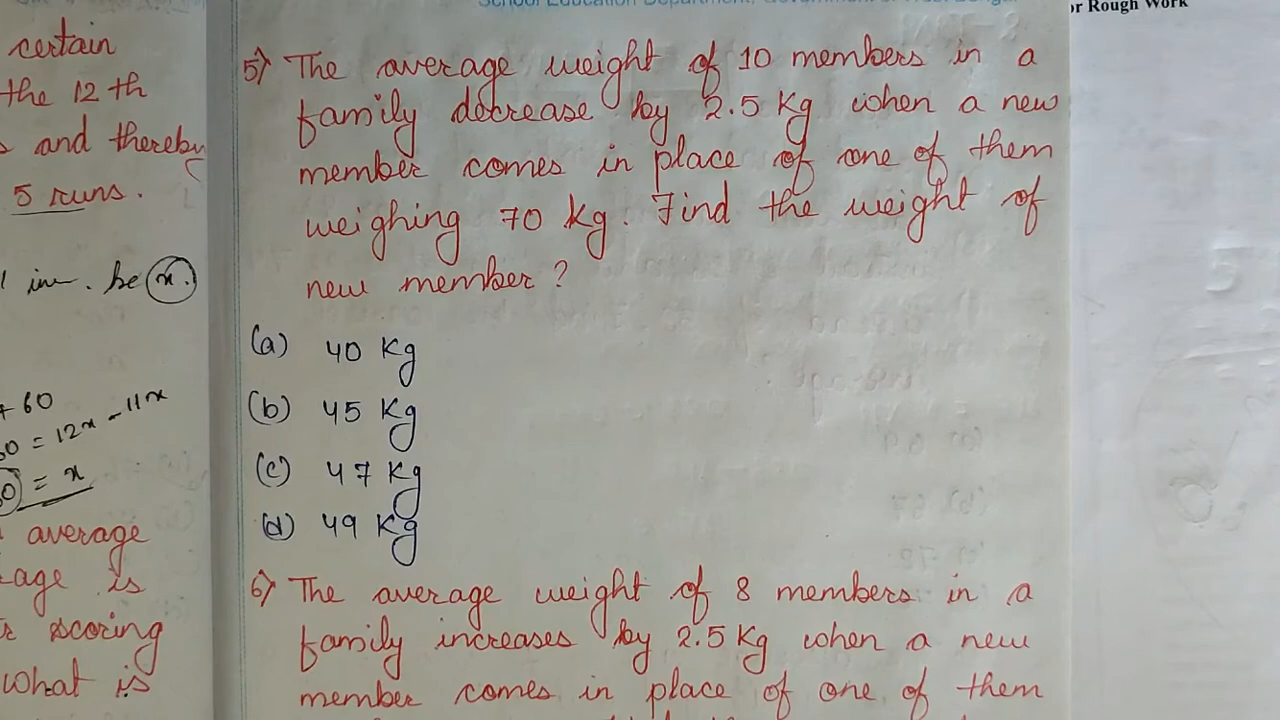 certain
the 12 th
and thereby
5 runs.
be x.
+ 60
= 12x - 11x
= x
average
age is
scoring
what is
or Rough Work
5) The average weight of 10 members in a
family decrease by 2.5 Kg when a new
member comes in place of one of them
weighing 70 kg. Find the weight of
new member?
(a) 40 Kg
(b) 45 Kg
(c) 47 Kg
(d) 49 Kg
6) The average weight of 8 members in a
family increases by 2.5 Kg when a new
member comes in place of one of them